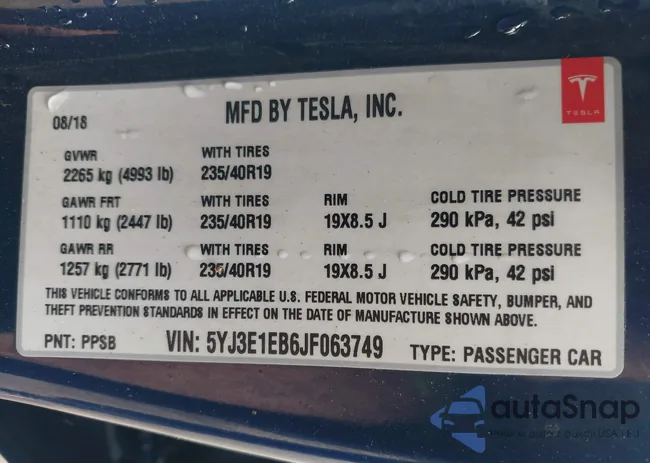 08/18
MFD BY TESLA, INC.
TESLA
GVWR WITH TIRES
2265 kg (4993 lb) 235/40R19
GAWR FRT WITH TIRES RIM COLD TIRE PRESSURE
1110 kg (2447 lb) 235/40R19 19X8.5 J 290 kPa, 42 psi
GAWR RR WITH TIRES RIM COLD TIRE PRESSURE
1257 kg (2771 lb) 235/40R19 19X8.5 J 290 kPa, 42 psi
THIS VEHICLE CONFORMS TO ALL APPLICABLE U.S. FEDERAL MOTOR VEHICLE SAFETY, BUMPER, AND
THEFT PREVENTION STANDARDS IN EFFECT ON THE DATE OF MANUFACTURE SHOWN ABOVE.
PNT: PPSB VIN: 5YJ3E1EB6JF063749 TYPE: PASSENGER CAR
autoSnap